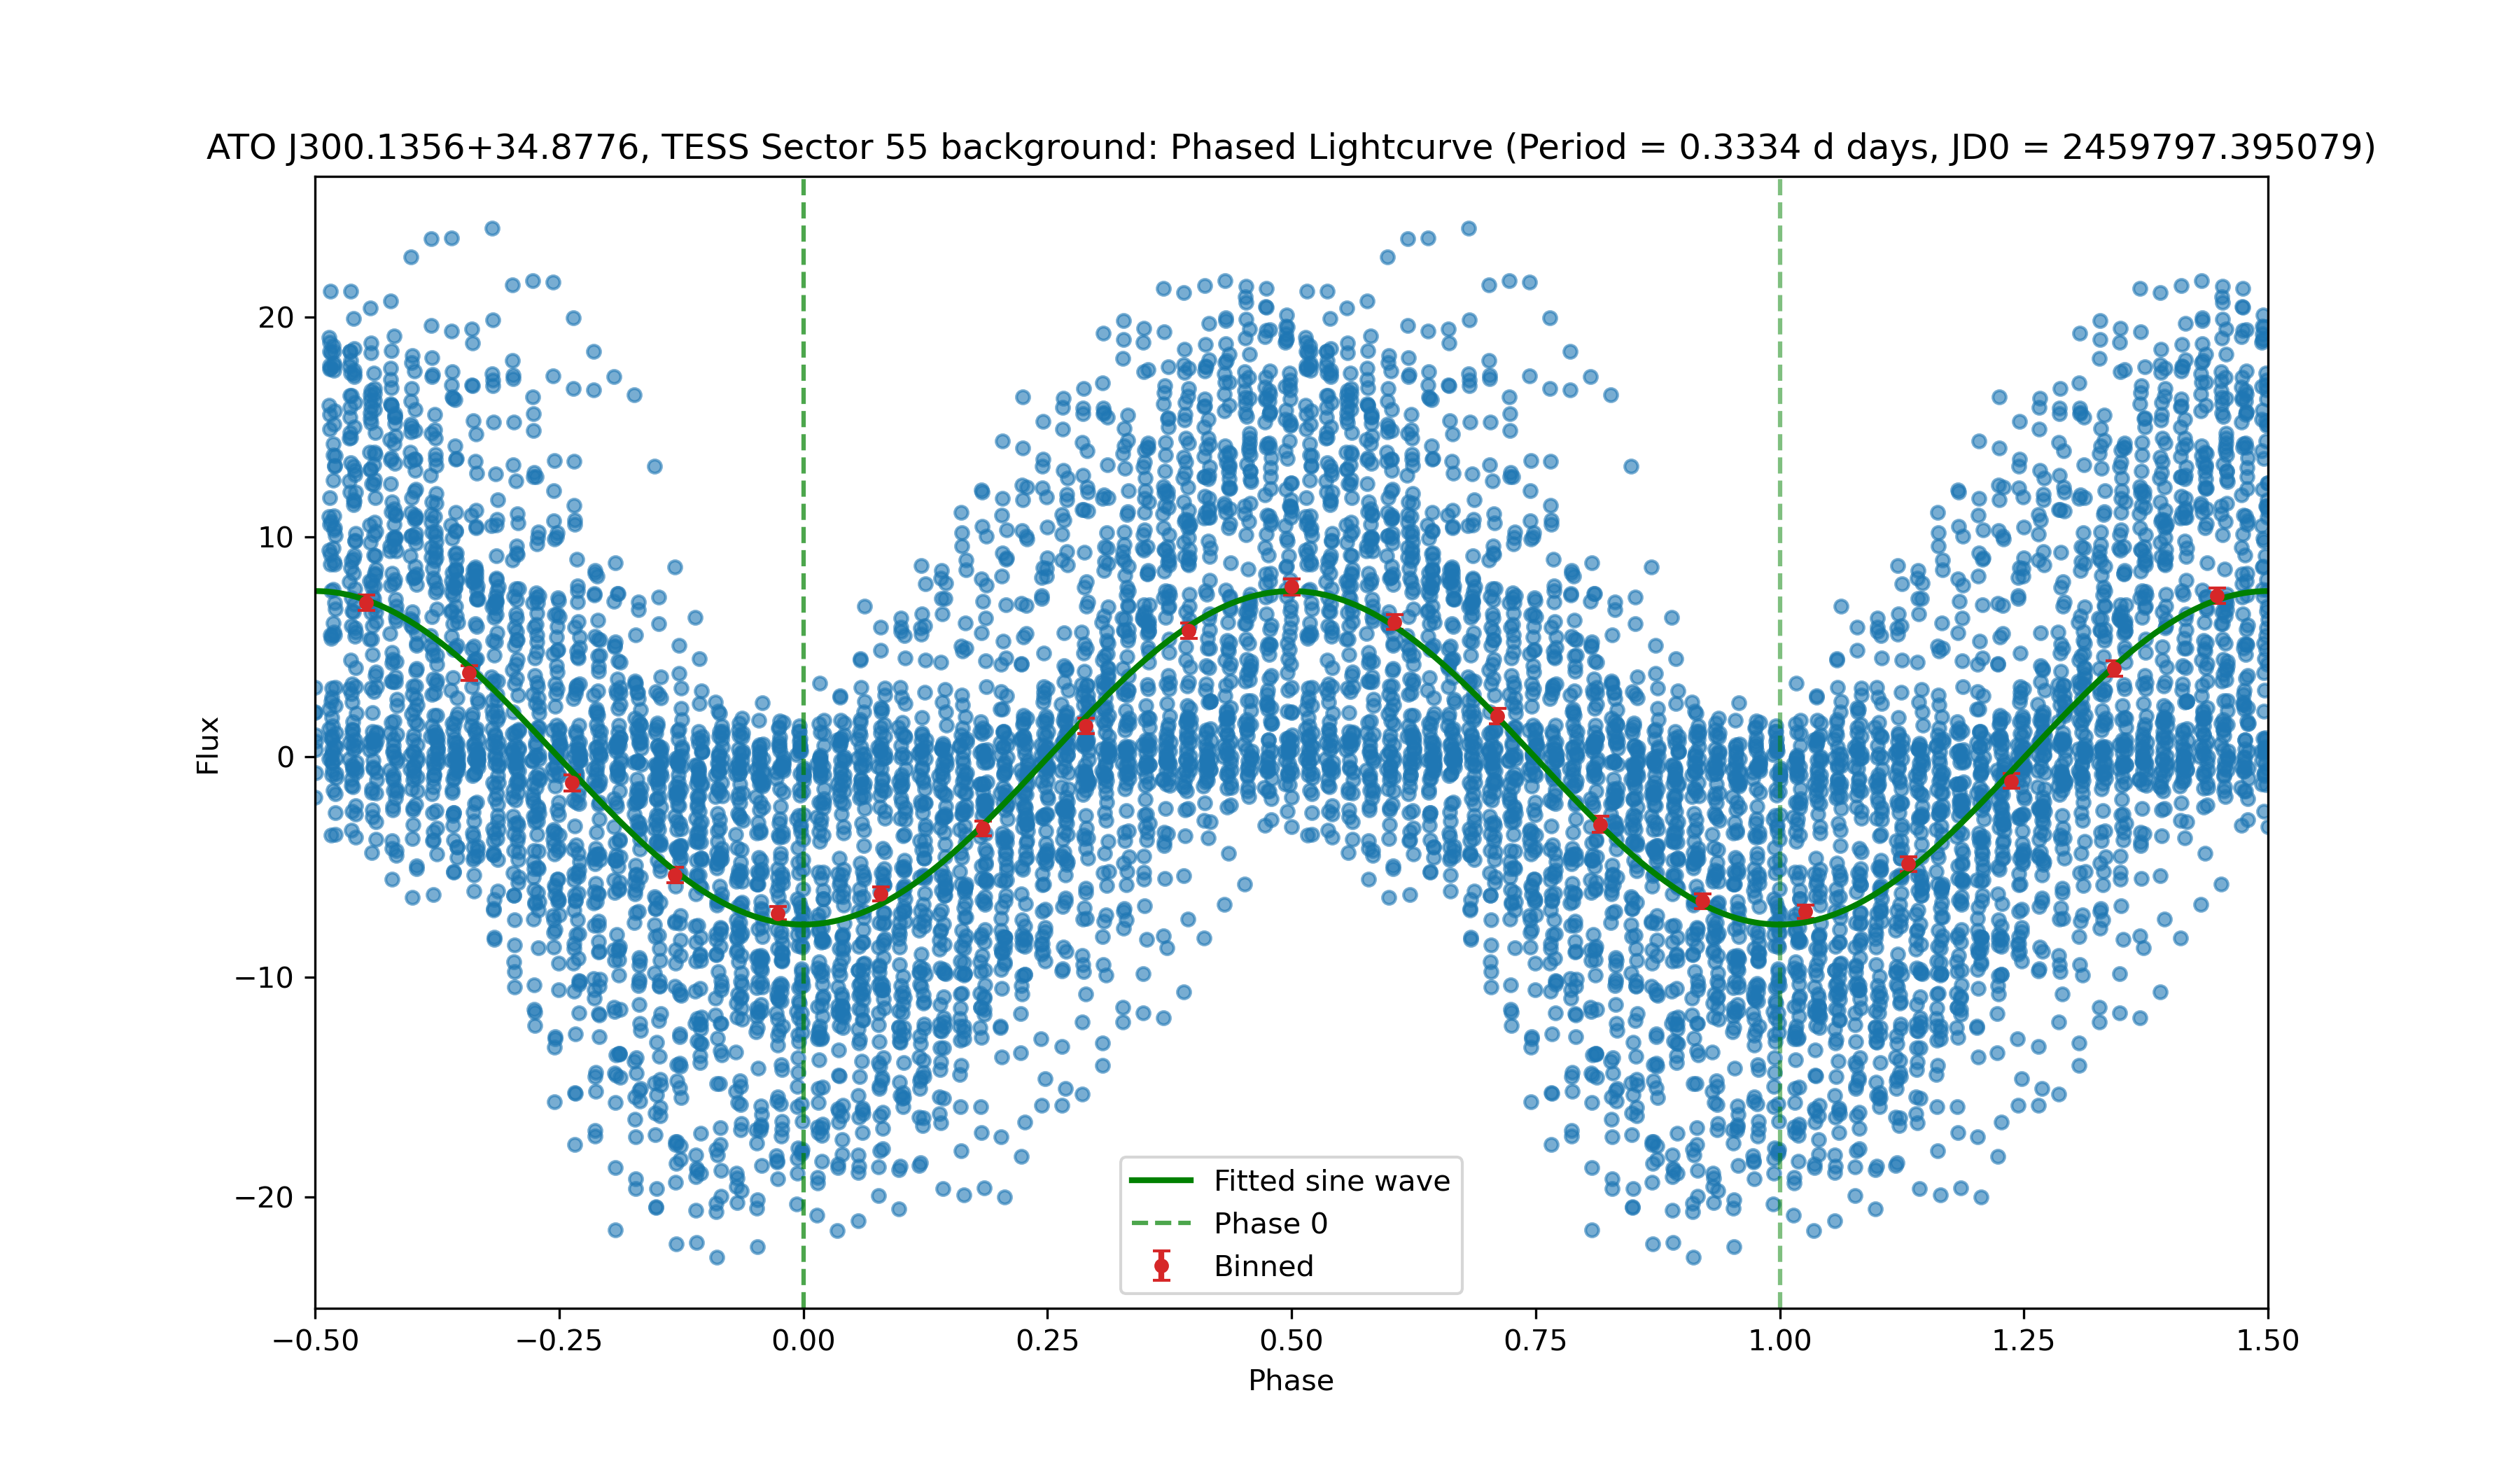 ATO J300.1356+34.8776, TESS Sector 55 background: Phased Lightcurve (Period = 0.3334 d days, JD0 = 2459797.395079)
20
10
0
−10
−20
Flux
Fitted sine wave
Phase 0
Binned
−0.50 −0.25 0.00 0.25 0.50 0.75 1.00 1.25 1.50
Phase